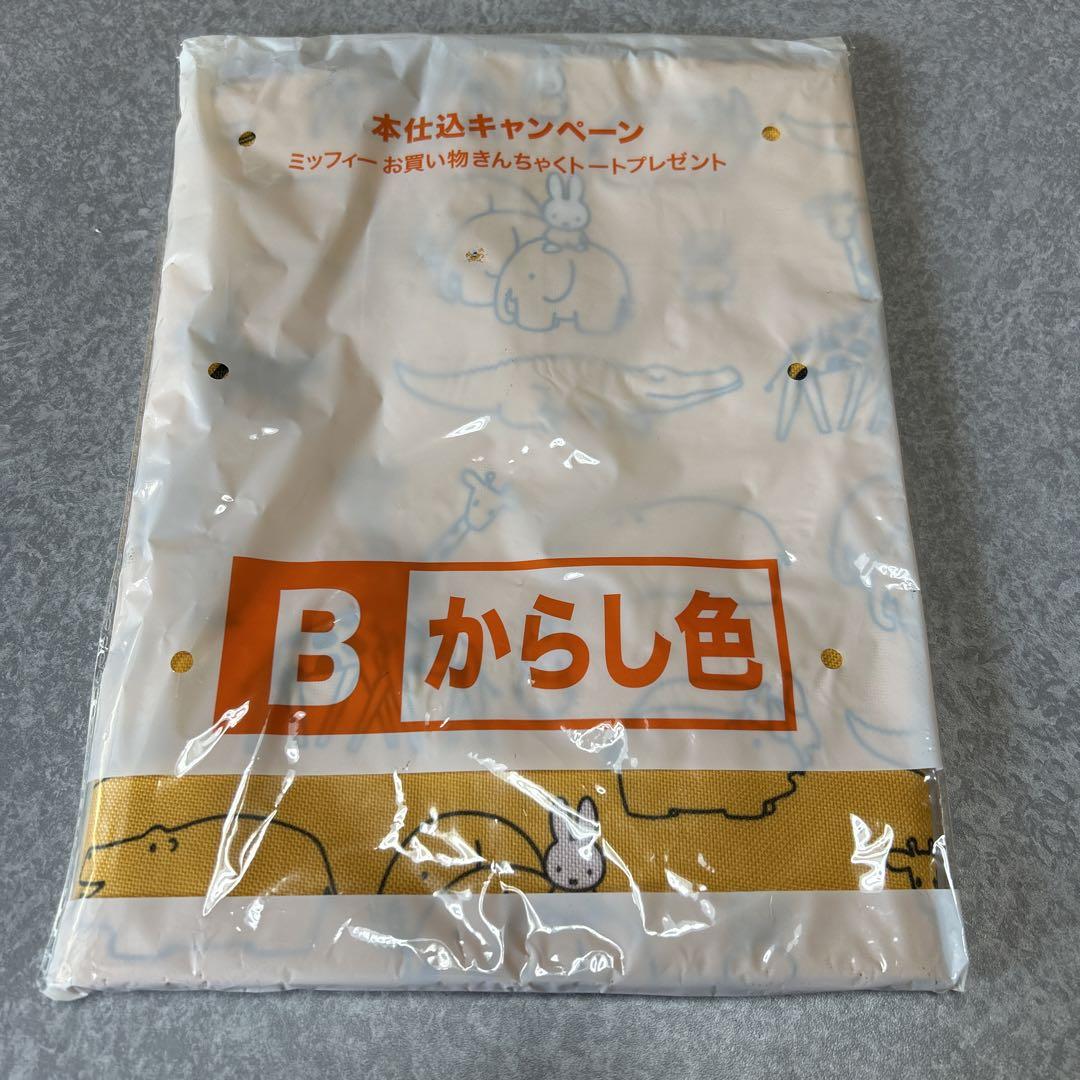 本仕込キャンペーン
ミッフィー お買い物きんちゃくトートプレゼント
B からし色